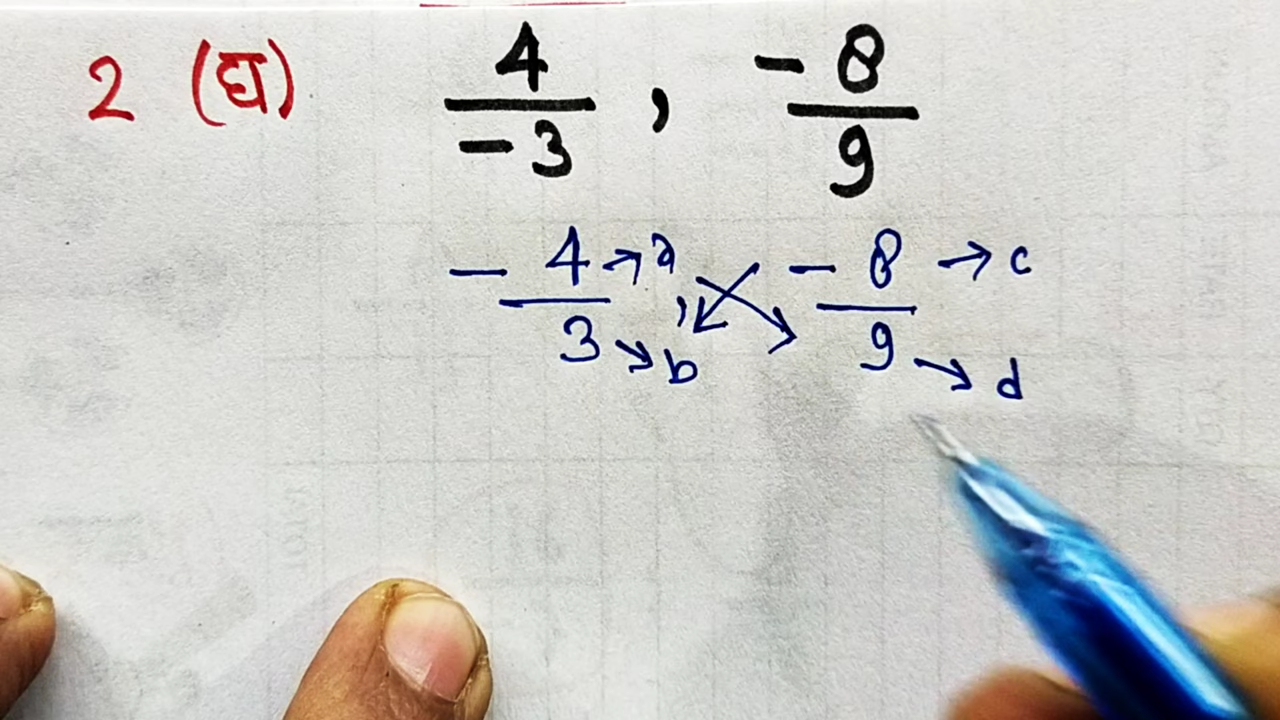 2 (घ) 4/-3 , -8/9
-4/3 → a , → b -8/9 → c → d